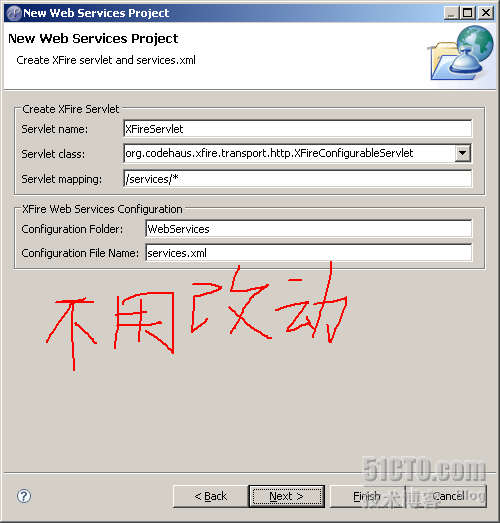 New Web Services Project
New Web Services Project
Create XFire servlet and services.xml
Create XFire Servlet
Servlet name: XFireServlet
Servlet class: org.codehaus.xfire.transport.http.XFireConfigurableServlet
Servlet mapping: /services/*
XFire Web Services Configuration
Configuration Folder: WebServices
Configuration File Name: services.xml
不用改动
51CTO.com
技术博客 Blog
? < Back Next > Finish Cancel